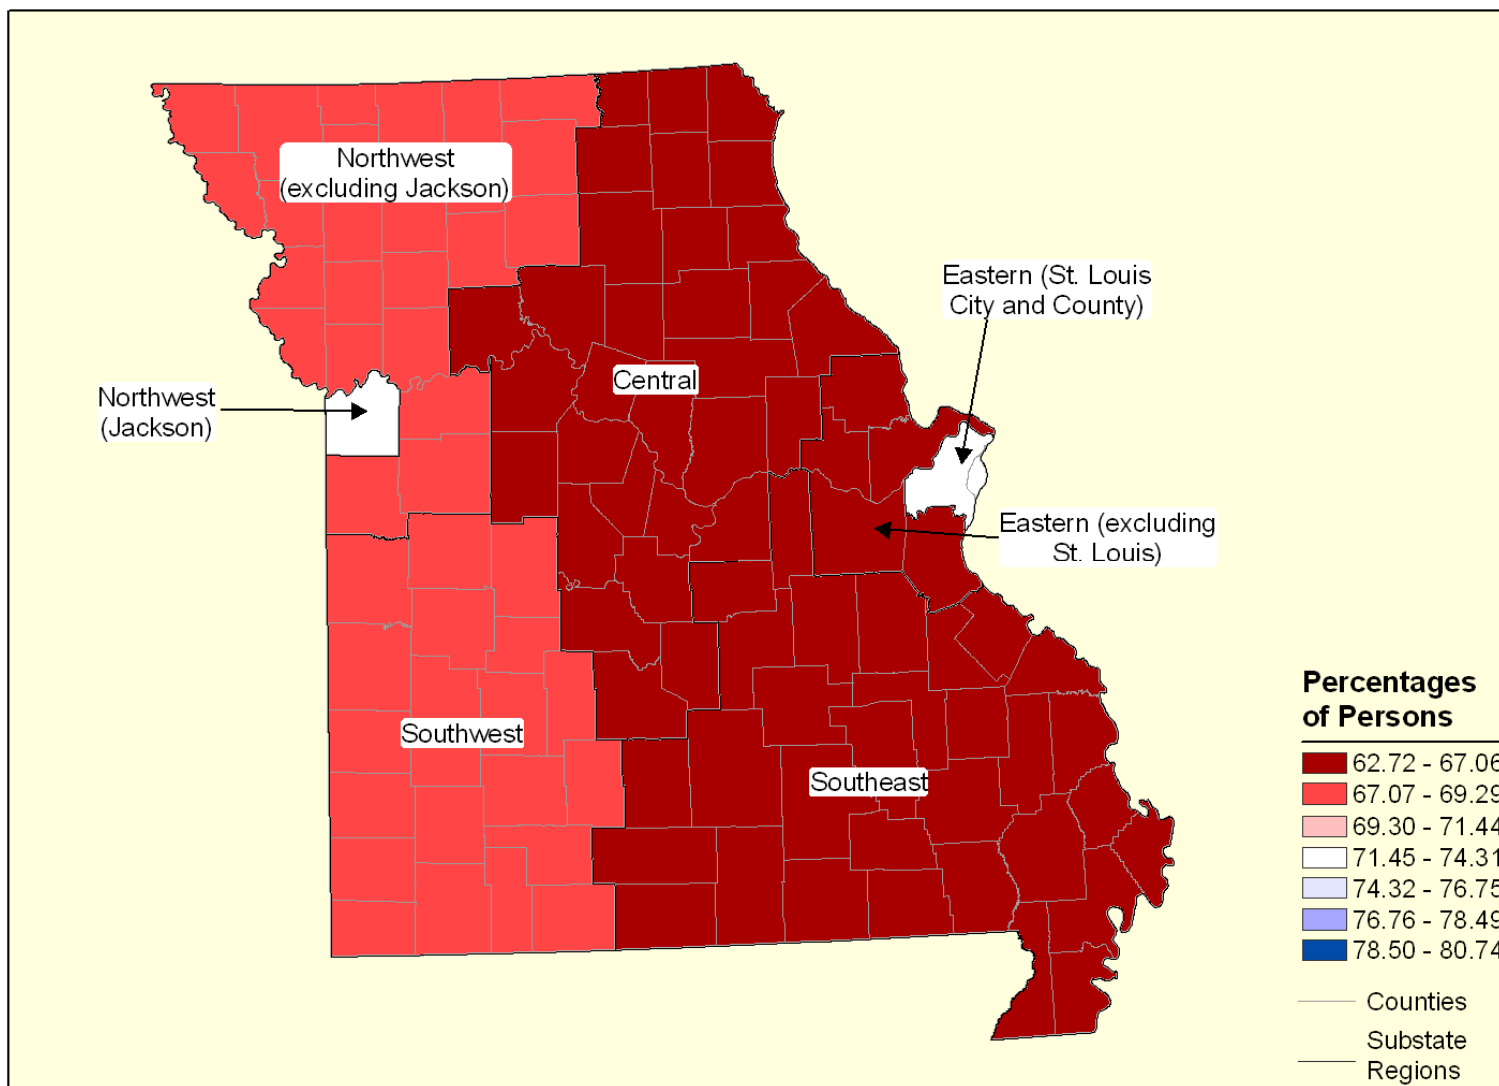 Northwest
(excluding Jackson)
Eastern (St. Louis
City and County)
Central
Northwest
(Jackson)
Eastern (excluding
St. Louis)
Southwest
Southeast
Percentages
of Persons
62.72 - 67.06
67.07 - 69.29
69.30 - 71.44
71.45 - 74.31
74.32 - 76.75
76.76 - 78.49
78.50 - 80.74
Counties
Substate
Regions